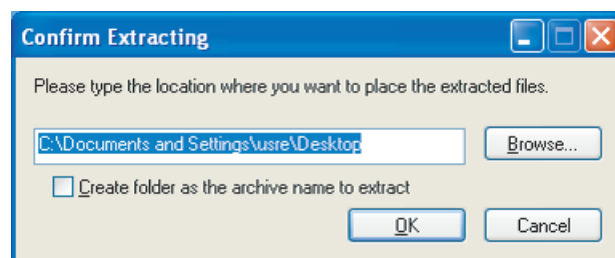 Confirm Extracting
Please type the location where you want to place the extracted files.
C:\Documents and Settings\usre\Desktop
Browse...
Create folder as the archive name to extract
OK
Cancel